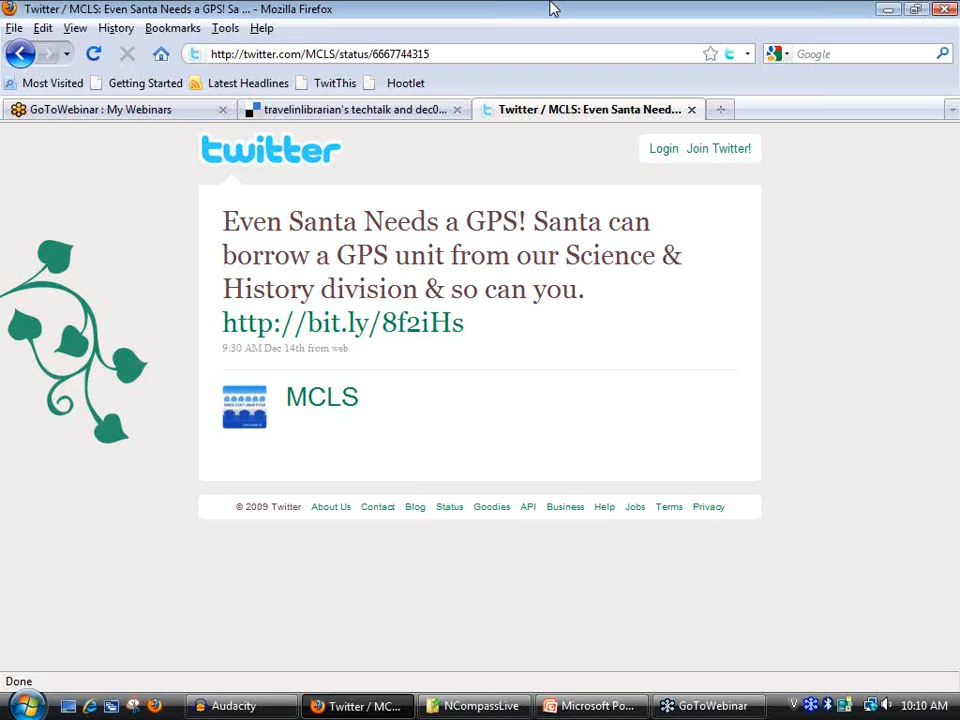 Twitter / MCLS: Even Santa Needs a GPS! Sa ... - Mozilla Firefox
File Edit View History Bookmarks Tools Help
http://twitter.com/MCLS/status/6667744315
Google
Most Visited Getting Started Latest Headlines TwitThis Hootlet
GoToWebinar : My Webinars
travelinlibrarian's techtalk and dec0...
Twitter / MCLS: Even Santa Need...
twitter
Login Join Twitter!
Even Santa Needs a GPS! Santa can
borrow a GPS unit from our Science &
History division & so can you.
http://bit.ly/8f2iHs
9:30 AM Dec 14th from web
MCLS
© 2009 Twitter About Us Contact Blog Status Goodies API Business Help Jobs Terms Privacy
Done
Audacity Twitter / MC... NCompassLive Microsoft Po... GoToWebinar 10:10 AM